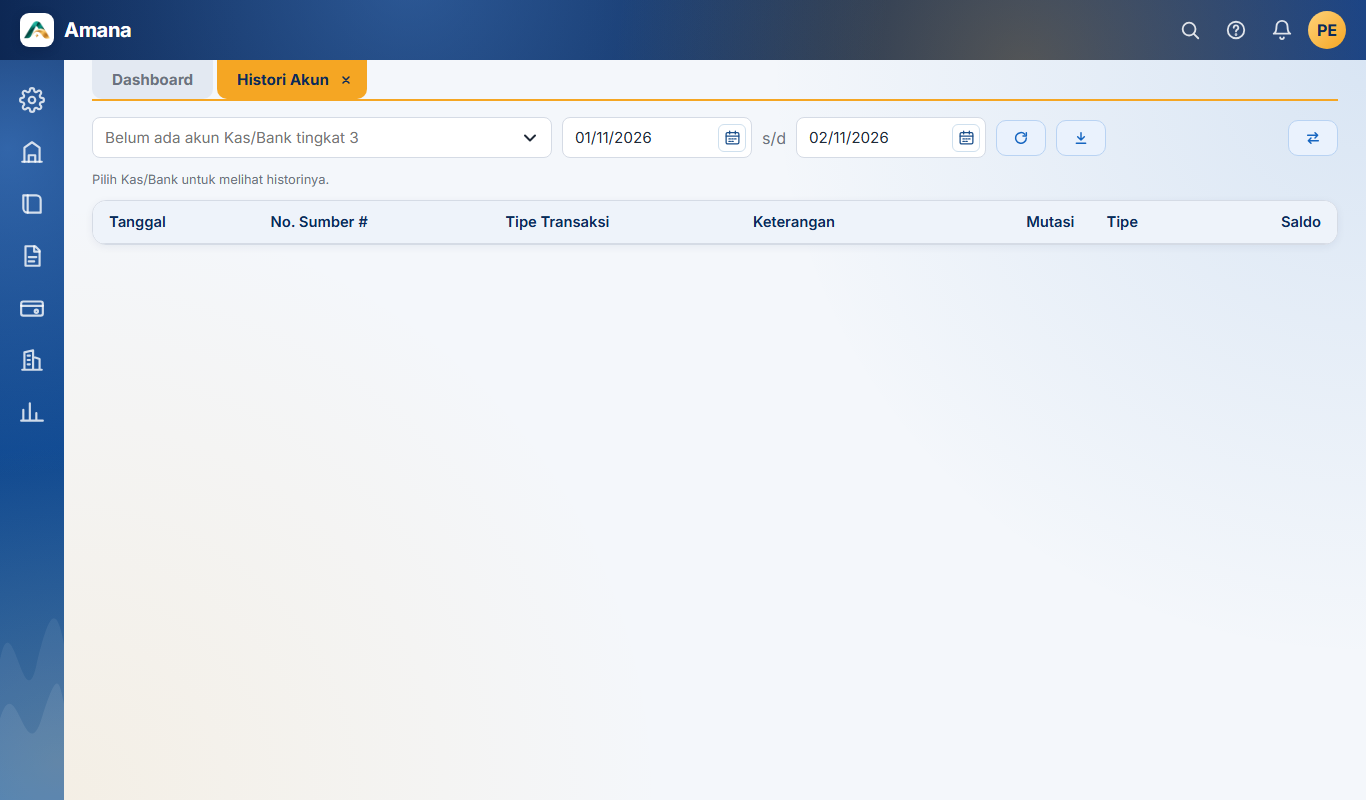 Amana
PE
Dashboard
Histori Akun ×
Belum ada akun Kas/Bank tingkat 3
01/11/2026
s/d
02/11/2026
Pilih Kas/Bank untuk melihat historinya.
Tanggal No. Sumber # Tipe Transaksi Keterangan Mutasi Tipe Saldo